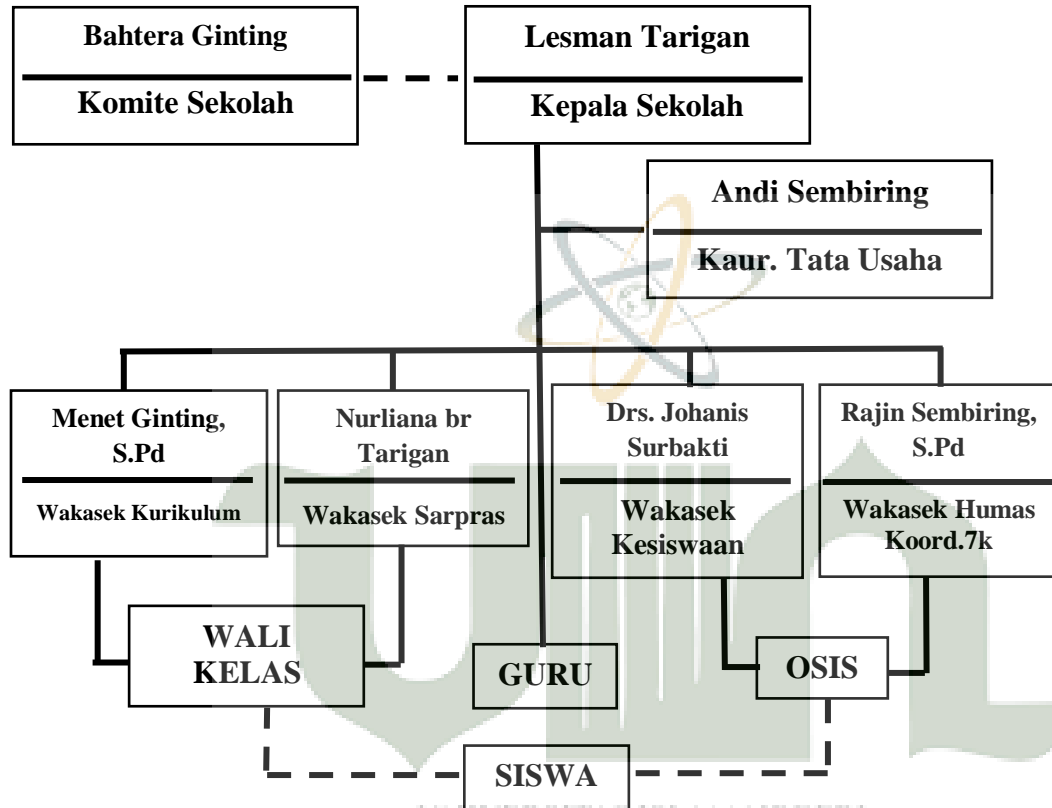 Bahtera Ginting
Komite Sekolah
Lesman Tarigan
Kepala Sekolah
Andi Sembiring
Kaur. Tata Usaha
Menet Ginting,
S.Pd
Wakasek Kurikulum
Nurliana br
Tarigan
Wakasek Sarpras
Drs. Johanis
Surbakti
Wakasek
Kesiswaan
Rajin Sembiring,
S.Pd
Wakasek Humas
Koord.7k
WALI
KELAS
GURU
OSIS
SISWA